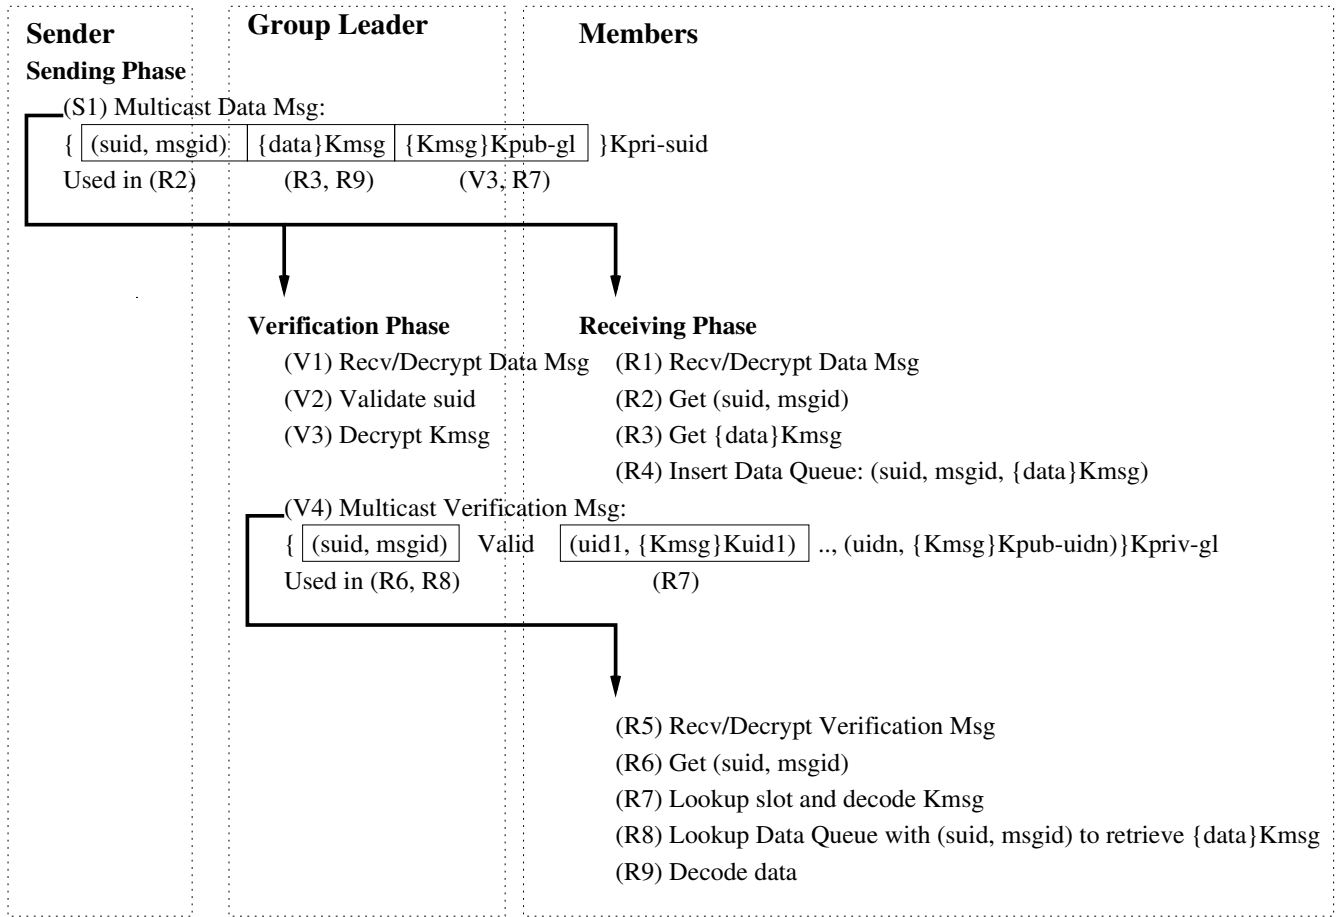 Sender
Group Leader
Members
Sending Phase
(S1) Multicast Data Msg:
{ (suid, msgid) {data}Kmsg {Kmsg}Kpub-gl }Kpri-suid
Used in (R2) (R3, R9) (V3, R7)
Verification Phase
(V1) Recv/Decrypt Data Msg
(V2) Validate suid
(V3) Decrypt Kmsg
Receiving Phase
(R1) Recv/Decrypt Data Msg
(R2) Get (suid, msgid)
(R3) Get {data}Kmsg
(R4) Insert Data Queue: (suid, msgid, {data}Kmsg)
(V4) Multicast Verification Msg:
{ (suid, msgid) Valid (uid1, {Kmsg}Kuid1) .., (uidn, {Kmsg}Kpub-uidn)}Kpriv-gl
Used in (R6, R8) (R7)
(R5) Recv/Decrypt Verification Msg
(R6) Get (suid, msgid)
(R7) Lookup slot and decode Kmsg
(R8) Lookup Data Queue with (suid, msgid) to retrieve {data}Kmsg
(R9) Decode data